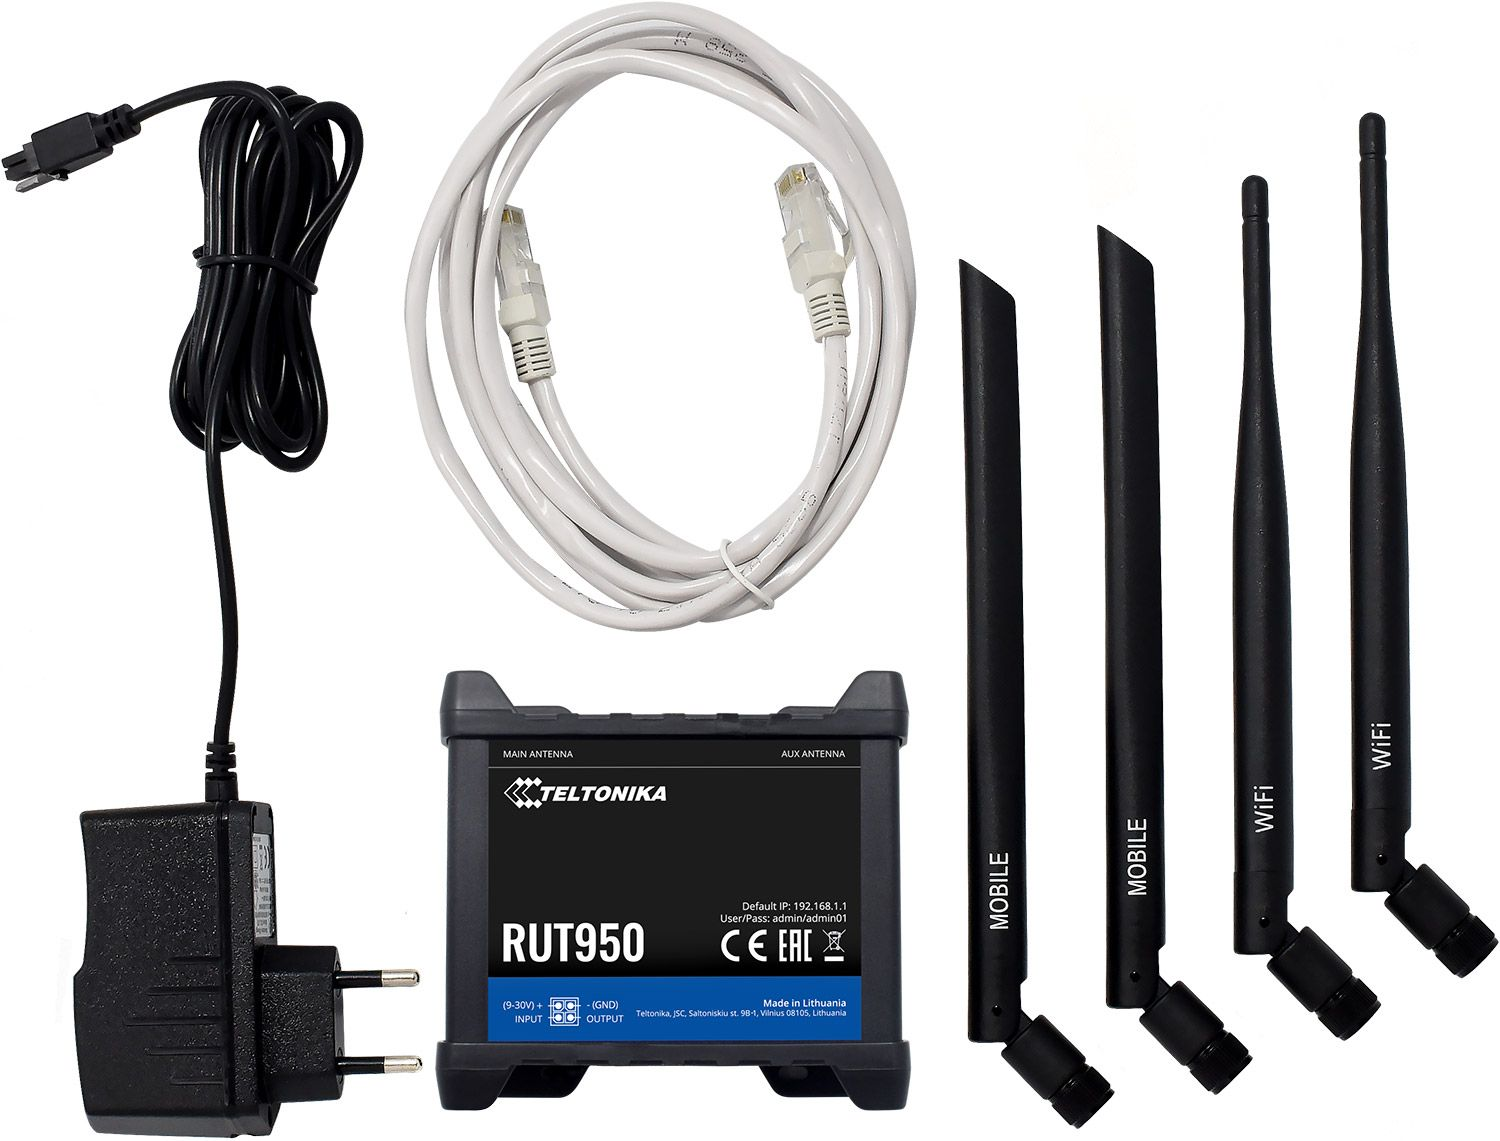 MAIN ANTENNA
AUX ANTENNA
TELTONIKA
Default IP: 192.168.1.1
User/Pass: admin/admin01
RUT950
CE EAC
(9-30V) +
- (GND)
INPUT
OUTPUT
Made in Lithuania
Teltonika, JSC, Saltoniskiu st. 9B-1, Vilnius 08105, Lithuania
MOBILE
MOBILE
WiFi
WiFi